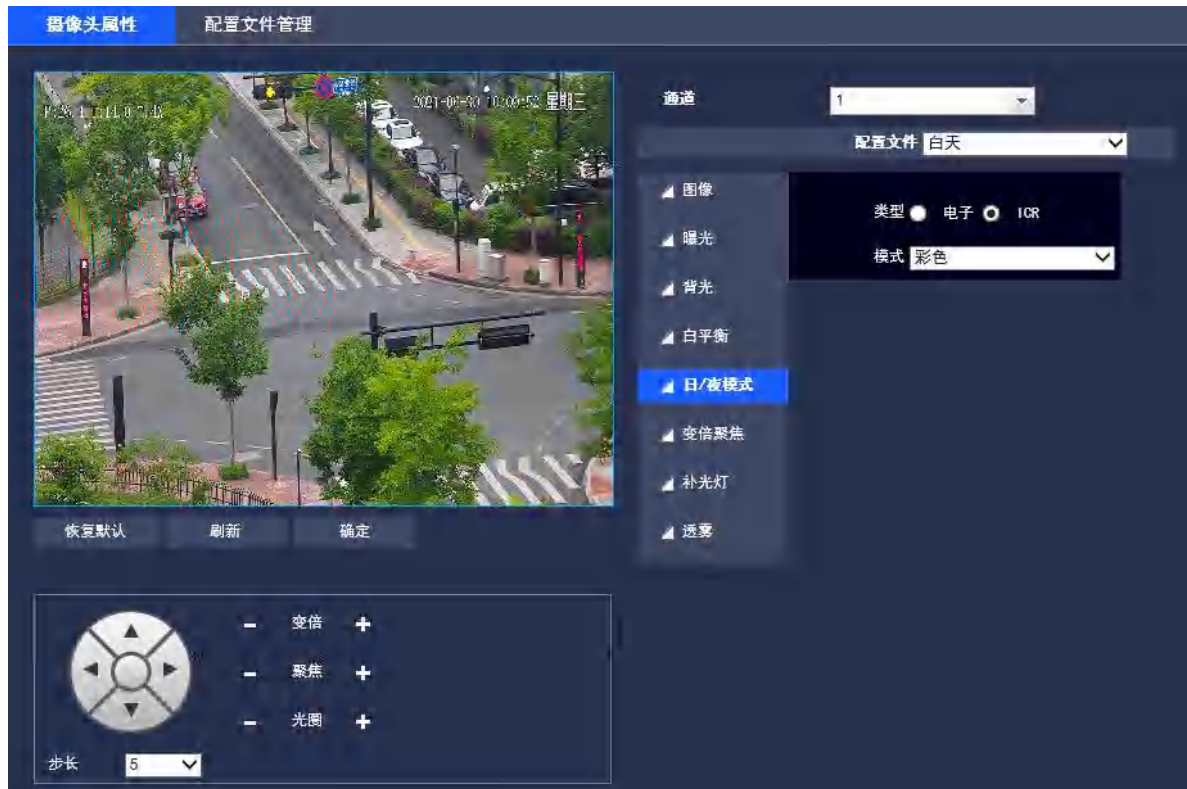 摄像头属性 配置文件管理
星期三
通道 1
配置文件 白天
图像
曝光
背光
白平衡
日/夜模式
变倍聚焦
补光灯
透雾
类型 电子 ICR
模式 彩色
恢复默认 刷新 确定
- 变倍 +
- 聚焦 +
- 光圈 +
步长 5